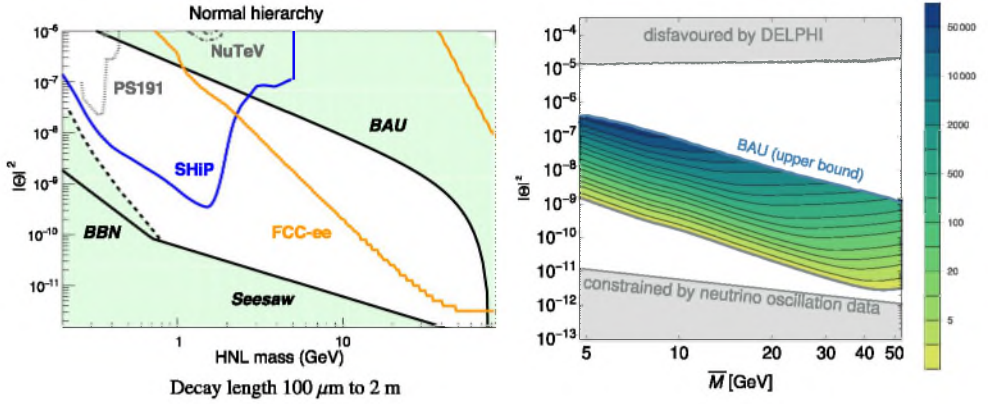 Normal hierarchy
|Θ|²
10⁻⁶
10⁻⁷
10⁻⁸
10⁻⁹
10⁻¹⁰
10⁻¹¹
NuTeV
PS191
BAU
SHiP
BBN
FCC-ee
Seesaw
1
10
HNL mass (GeV)
Decay length 100 μm to 2 m
|Θ|²
10⁻⁴
10⁻⁵
10⁻⁶
10⁻⁷
10⁻⁸
10⁻⁹
10⁻¹⁰
10⁻¹¹
10⁻¹²
10⁻¹³
disfavoured by DELPHI
BAU (upper bound)
constrained by neutrino oscillation data
5
10
20
30
40
50
M̅ [GeV]
50 000
10 000
2000
500
100
20
5